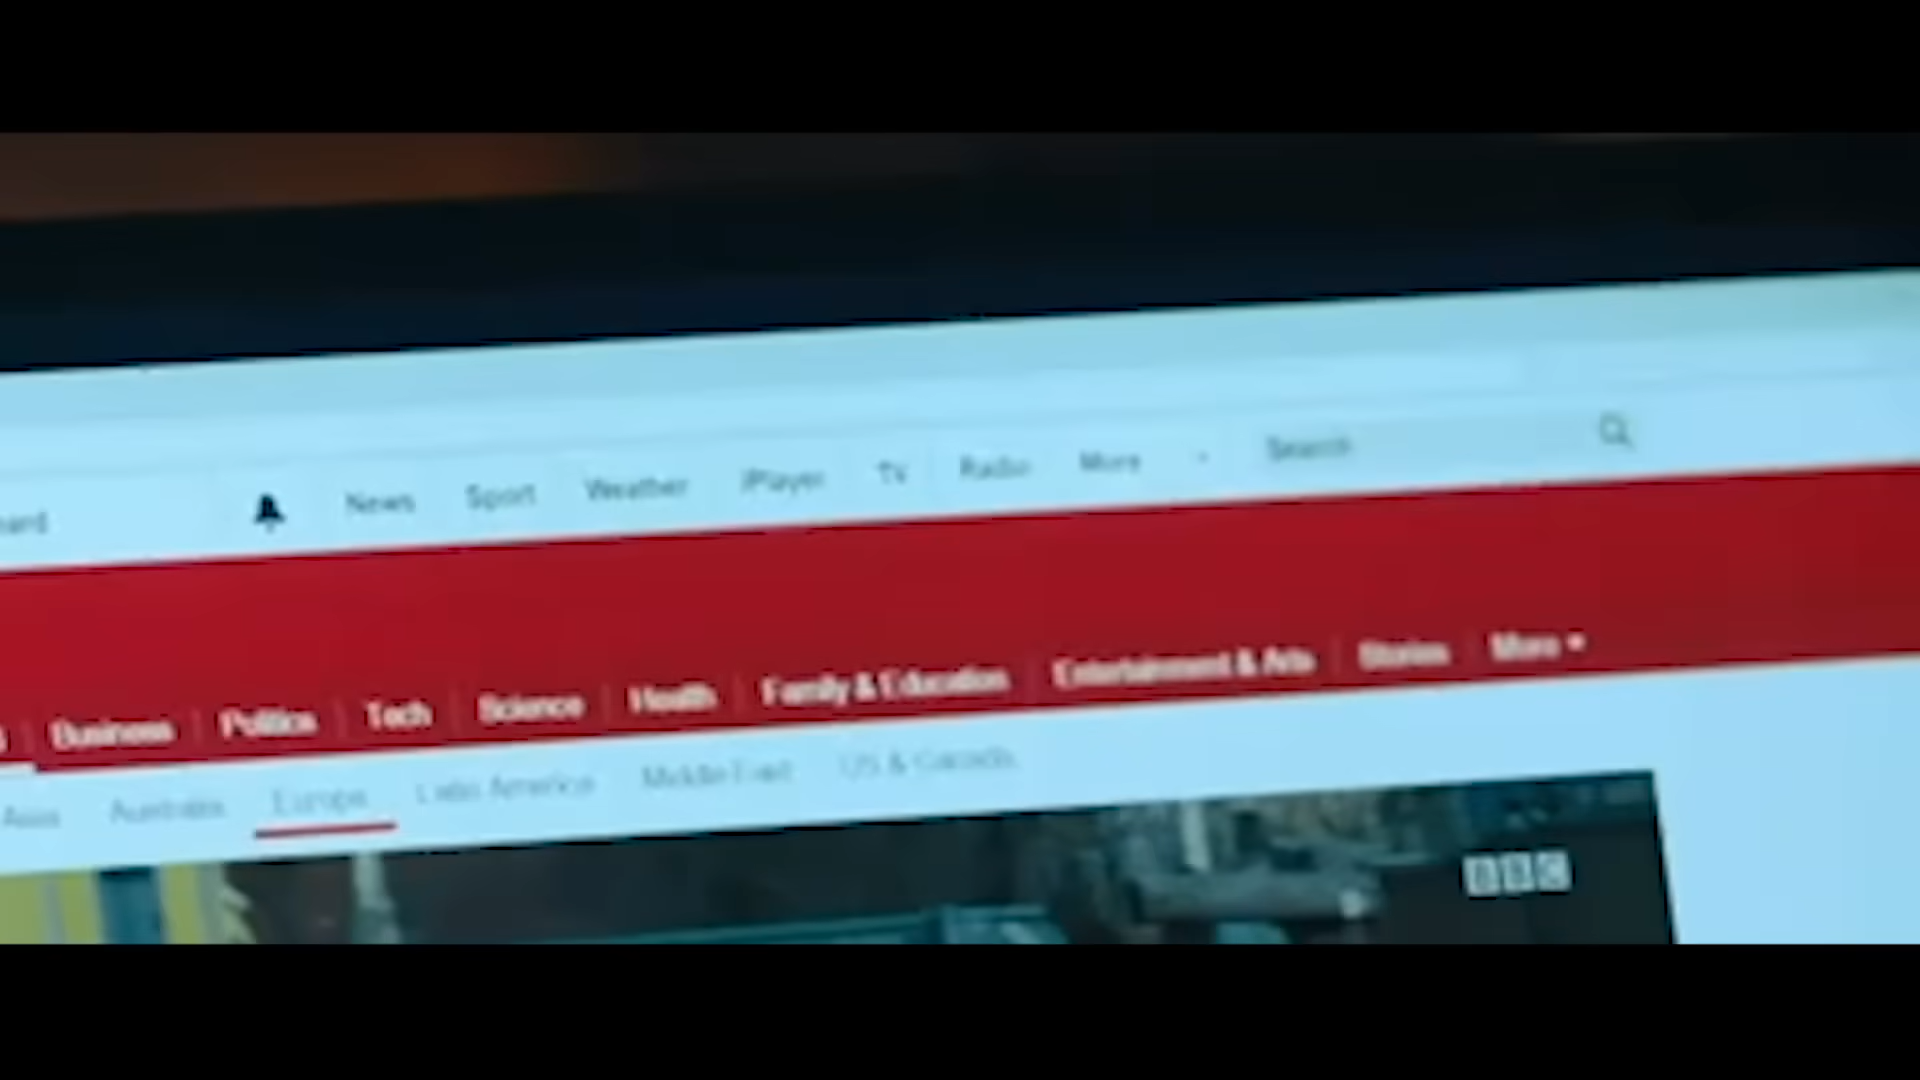 News Sport Weather iPlayer TV Radio More Search
Business Politics Tech Science Health Family & Education Entertainment & Arts Stories More
Asia Australia Europe Latin America Middle East US & Canada
BBC